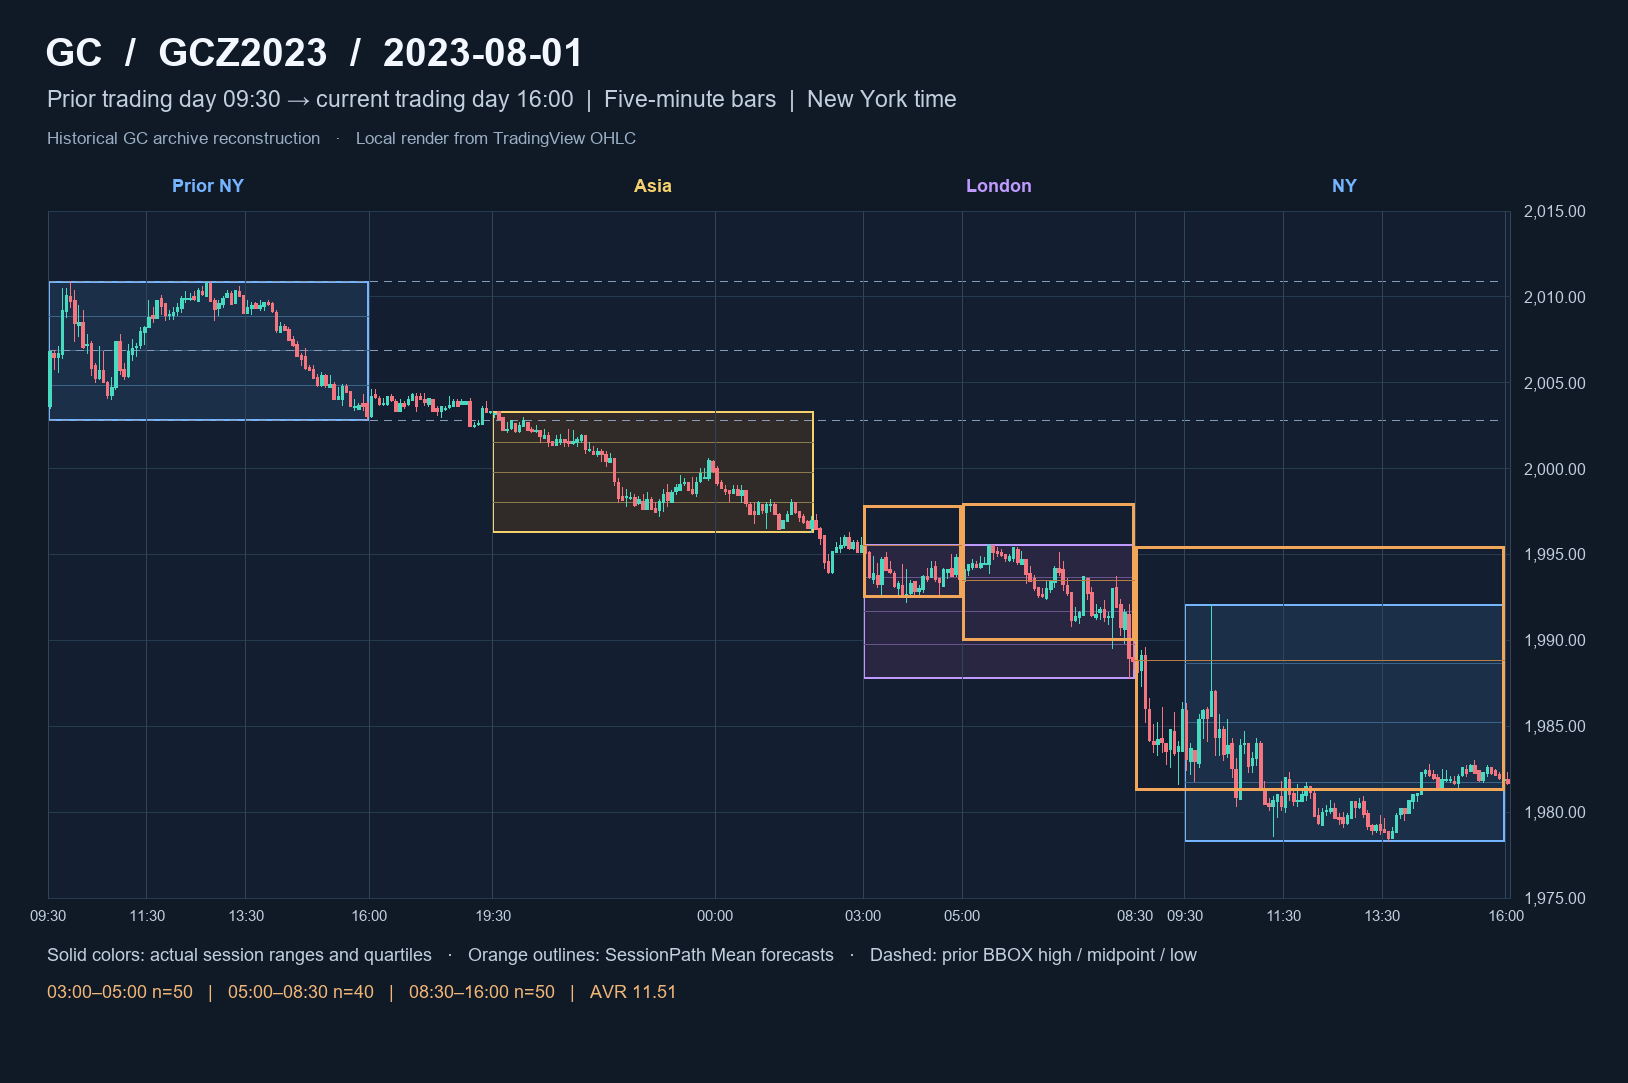 GC / GCZ2023 / 2023-08-01
Prior trading day 09:30 → current trading day 16:00 | Five-minute bars | New York time
Historical GC archive reconstruction · Local render from TradingView OHLC
Prior NY Asia London NY
2,015.00
2,010.00
2,005.00
2,000.00
1,995.00
1,990.00
1,985.00
1,980.00
1,975.00
09:30 11:30 13:30 16:00 19:30 00:00 03:00 05:00 08:30 09:30 11:30 13:30 16:00
Solid colors: actual session ranges and quartiles · Orange outlines: SessionPath Mean forecasts · Dashed: prior BBOX high / midpoint / low
03:00–05:00 n=50 | 05:00–08:30 n=40 | 08:30–16:00 n=50 | AVR 11.51